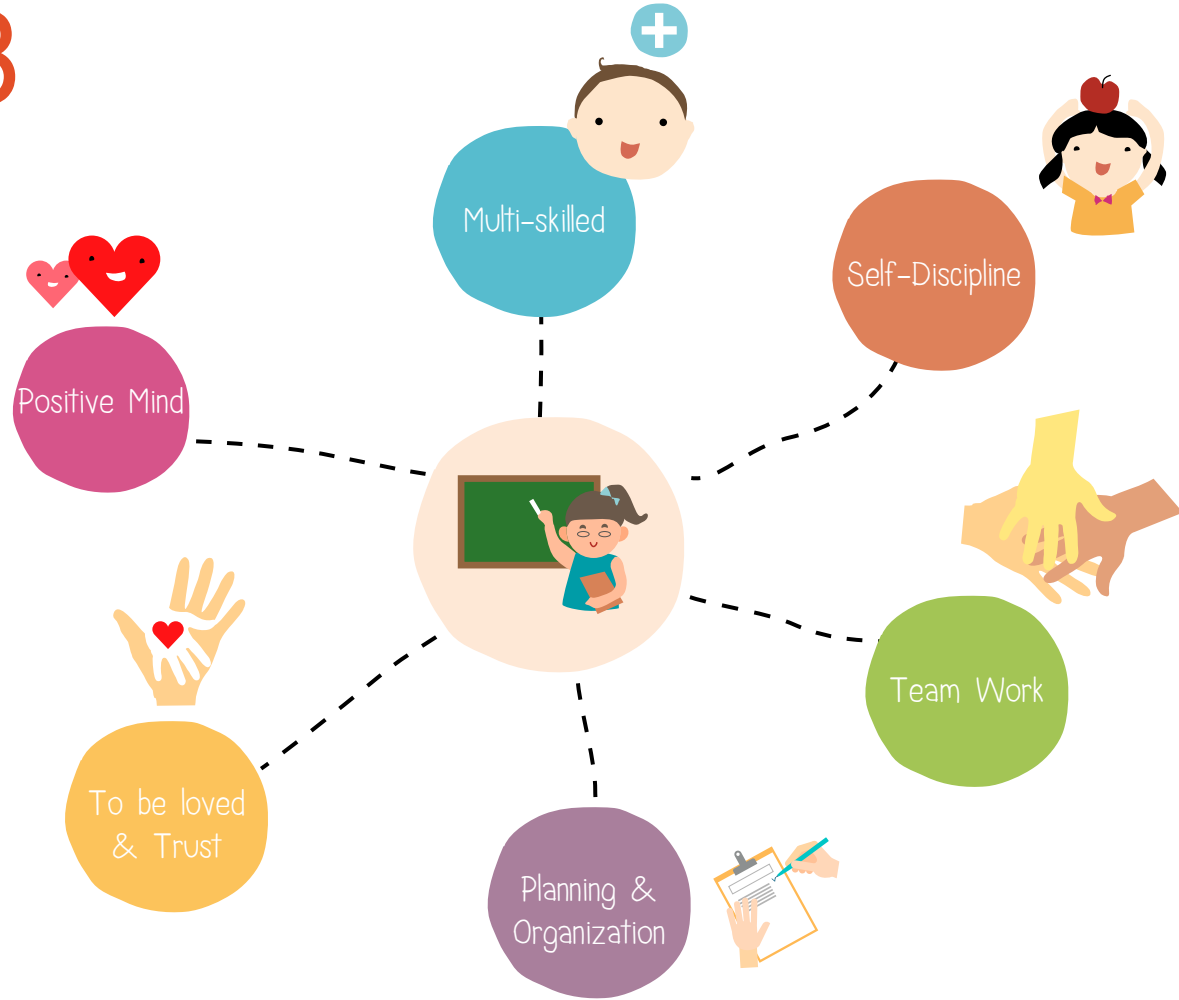 Multi-skilled
Self-Discipline
Positive Mind
Team Work
To be loved
& Trust
Planning &
Organization